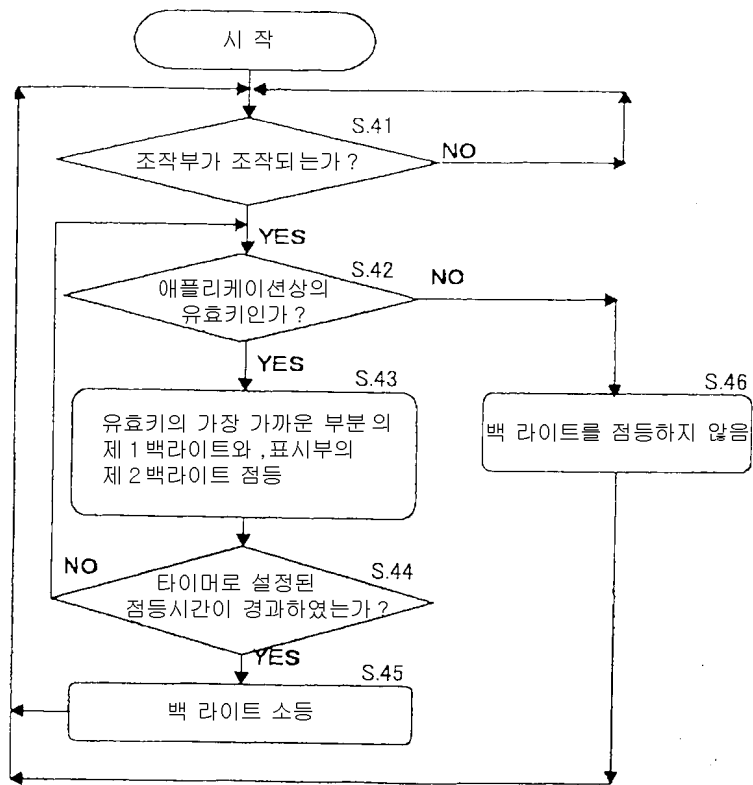 시 작
S.41
조작부가 조작되는가 ?
NO
YES
S.42
애플리케이션상의
유효키인가 ?
NO
YES
S.43
유효키의 가장 가까운 부분의
제 1 백라이트와 , 표시부의
제 2 백라이트 점등
S.46
백 라이트를 점등하지 않음
NO
S.44
타이머로 설정된
점등시간이 경과하였는가 ?
YES
S.45
백 라이트 소등